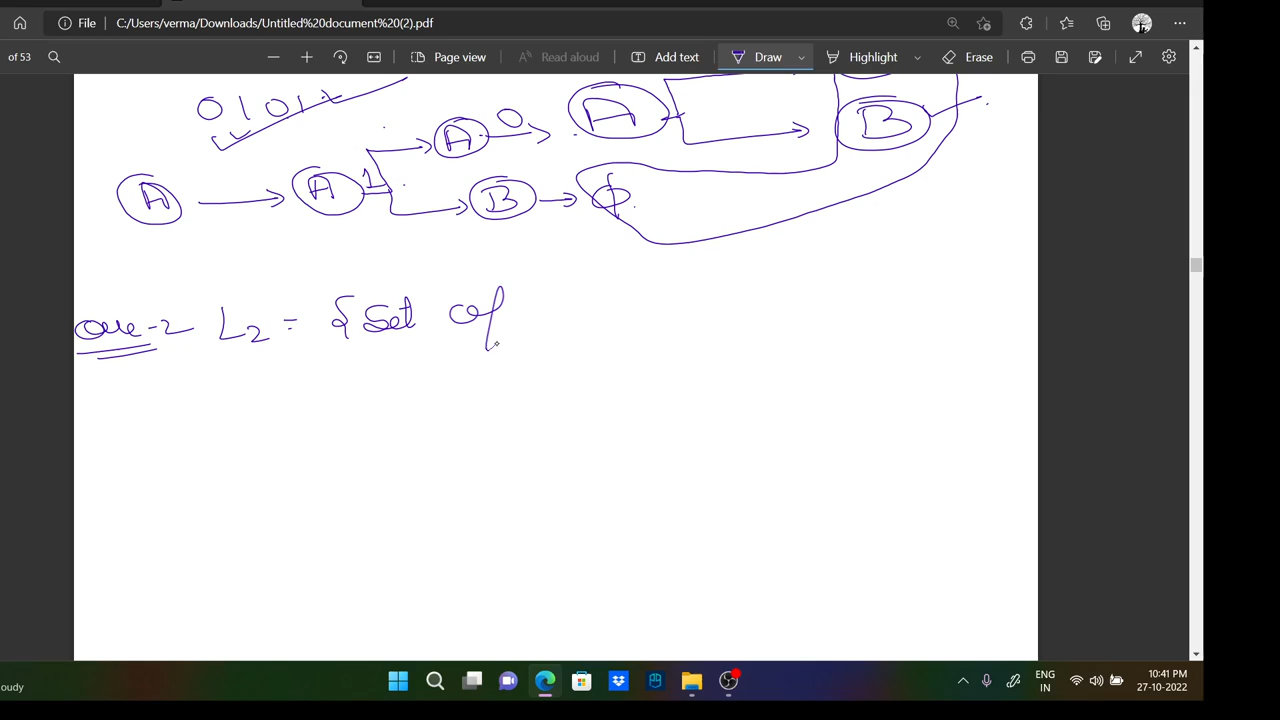 File C:/Users/verma/Downloads/Untitled%20document%20(2).pdf
of 53 Page view Read aloud Add text Draw Highlight Erase
0101
A A 1 A 0 A B
B ϕ
Que-2 L2 = {Set of
oudy
ENG
IN
10:41 PM
27-10-2022